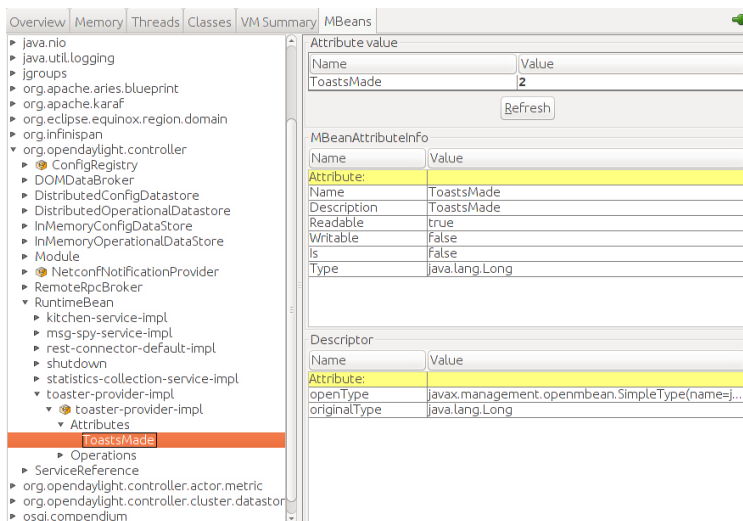 Overview Memory Threads Classes VM Summary MBeans
java.nio
java.util.logging
jgroups
org.apache.aries.blueprint
org.apache.karaf
org.eclipse.equinox.region.domain
org.infinispan
org.opendaylight.controller
ConfigRegistry
DOMDataBroker
DistributedConfigDatastore
DistributedOperationalDatastore
InMemoryConfigDataStore
InMemoryOperationalDataStore
Module
NetconfNotificationProvider
RemoteRpcBroker
RuntimeBean
kitchen-service-impl
msg-spy-service-impl
rest-connector-default-impl
shutdown
statistics-collection-service-impl
toaster-provider-impl
toaster-provider-impl
Attributes
ToastsMade
Operations
ServiceReference
org.opendaylight.controller.actor.metric
org.opendaylight.controller.cluster.datastor
osgi.compendium
Attribute value
Name Value
ToastsMade 2
Refresh
MBeanAttributeInfo
Name Value
Attribute:
Name ToastsMade
Description ToastsMade
Readable true
Writable false
Is false
Type java.lang.Long
Descriptor
Name Value
Attribute:
openType javax.management.openmbean.SimpleType(name=j...
originalType java.lang.Long